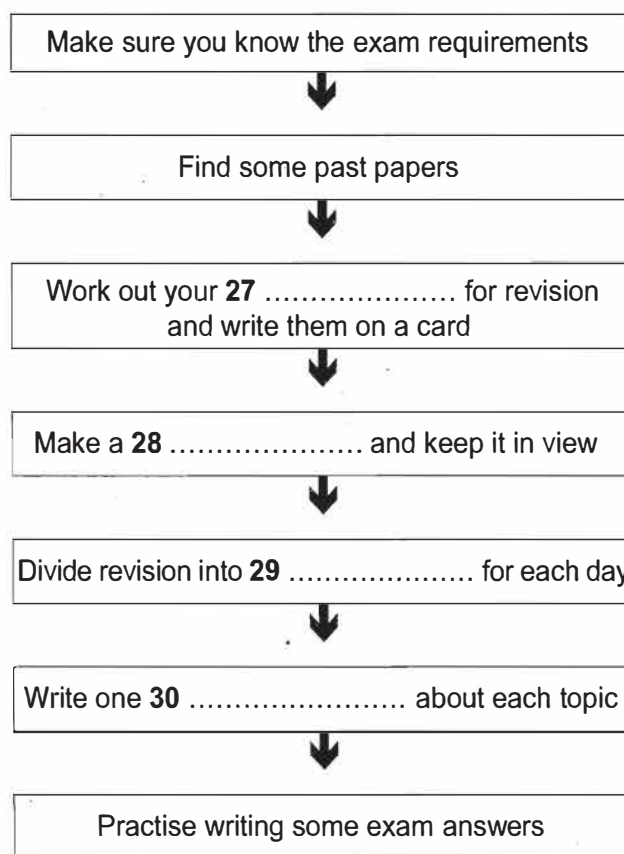 Make sure you know the exam requirements
Find some past papers
Work out your 27 ...................... for revision
and write them on a card
Make a 28 ...................... and keep it in view
Divide revision into 29 ..................... for each day
Write one 30 ........................ about each topic
Practise writing some exam answers